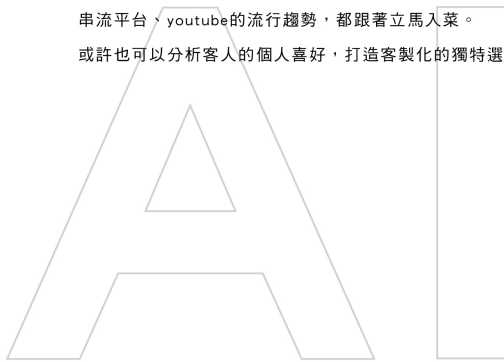 串流平台、youtube的流行趨勢，都跟著立馬入菜。
或許也可以分析客人的個人喜好，打造客製化的獨特選
A